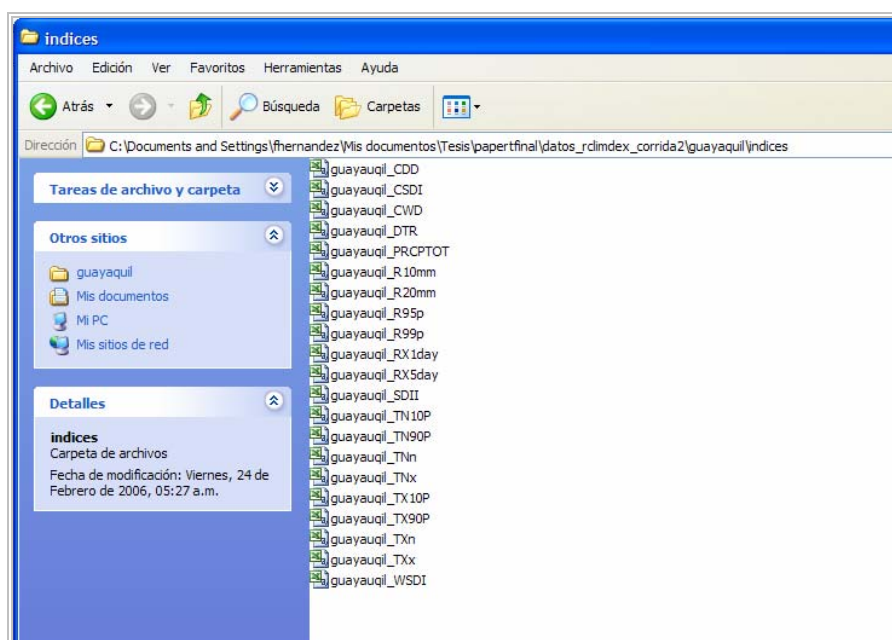 indices
Archivo Edición Ver Favoritos Herramientas Ayuda
Atrás Búsqueda Carpetas
Dirección C:\Documents and Settings\fhernandez\Mis documentos\Tesis\papertfinal\datos_rclimdex_corrida2\guayaquil\indices
Tareas de archivo y carpeta
Otros sitios
guayaquil
Mis documentos
Mi PC
Mis sitios de red
Detalles
indices
Carpeta de archivos
Fecha de modificación: Viernes, 24 de
Febrero de 2006, 05:27 a.m.
guayauqil_CDD
guayauqil_CSDI
guayauqil_CWD
guayauqil_DTR
guayauqil_PRCPTOT
guayauqil_R10mm
guayauqil_R20mm
guayauqil_R95p
guayauqil_R99p
guayauqil_RX1day
guayauqil_RX5day
guayauqil_SDII
guayauqil_TN10P
guayauqil_TN90P
guayauqil_TNn
guayauqil_TNx
guayauqil_TX10P
guayauqil_TX90P
guayauqil_TXn
guayauqil_TXx
guayauqil_WSDI